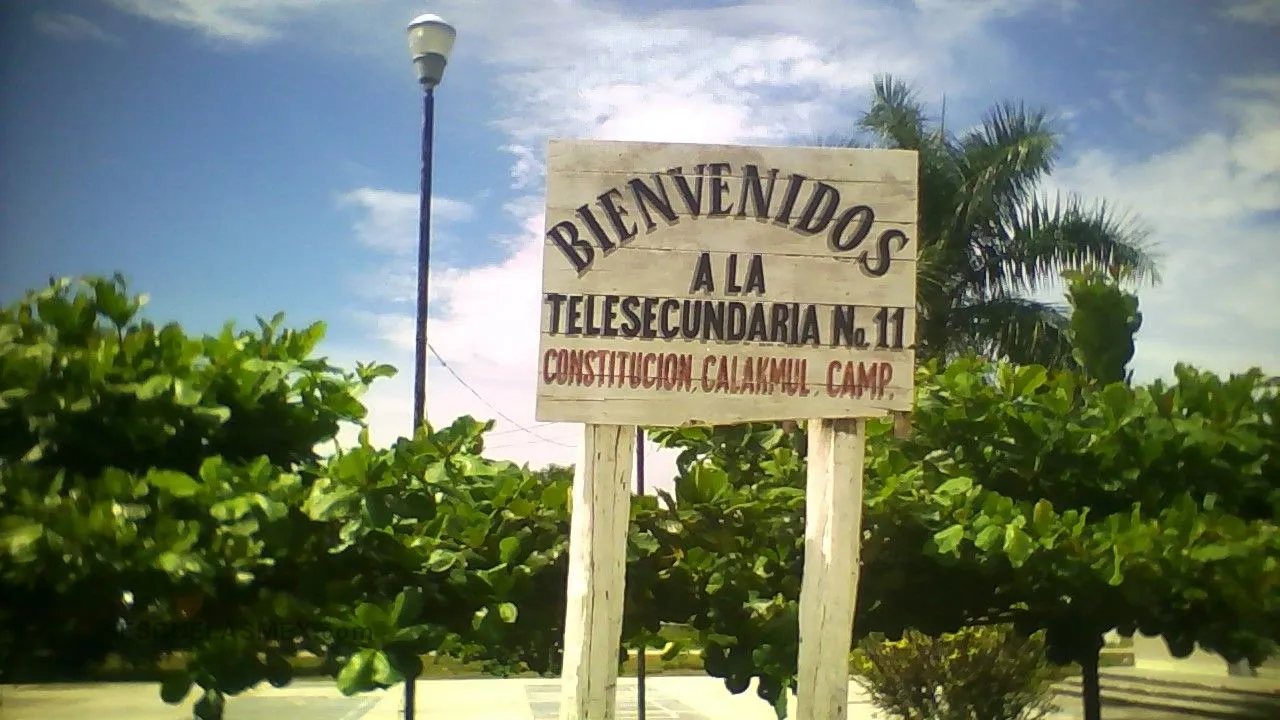 BIENVENIDOS
A LA
TELESECUNDARIA No. 11
CONSTITUCION, CALAKMUL. CAMP.